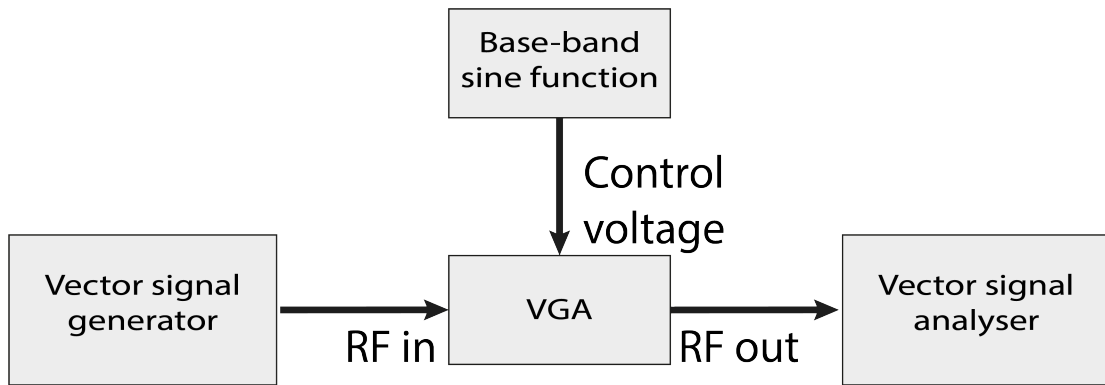 Base-band
sine function
Control
voltage
Vector signal
generator
RF in
VGA
RF out
Vector signal
analyser